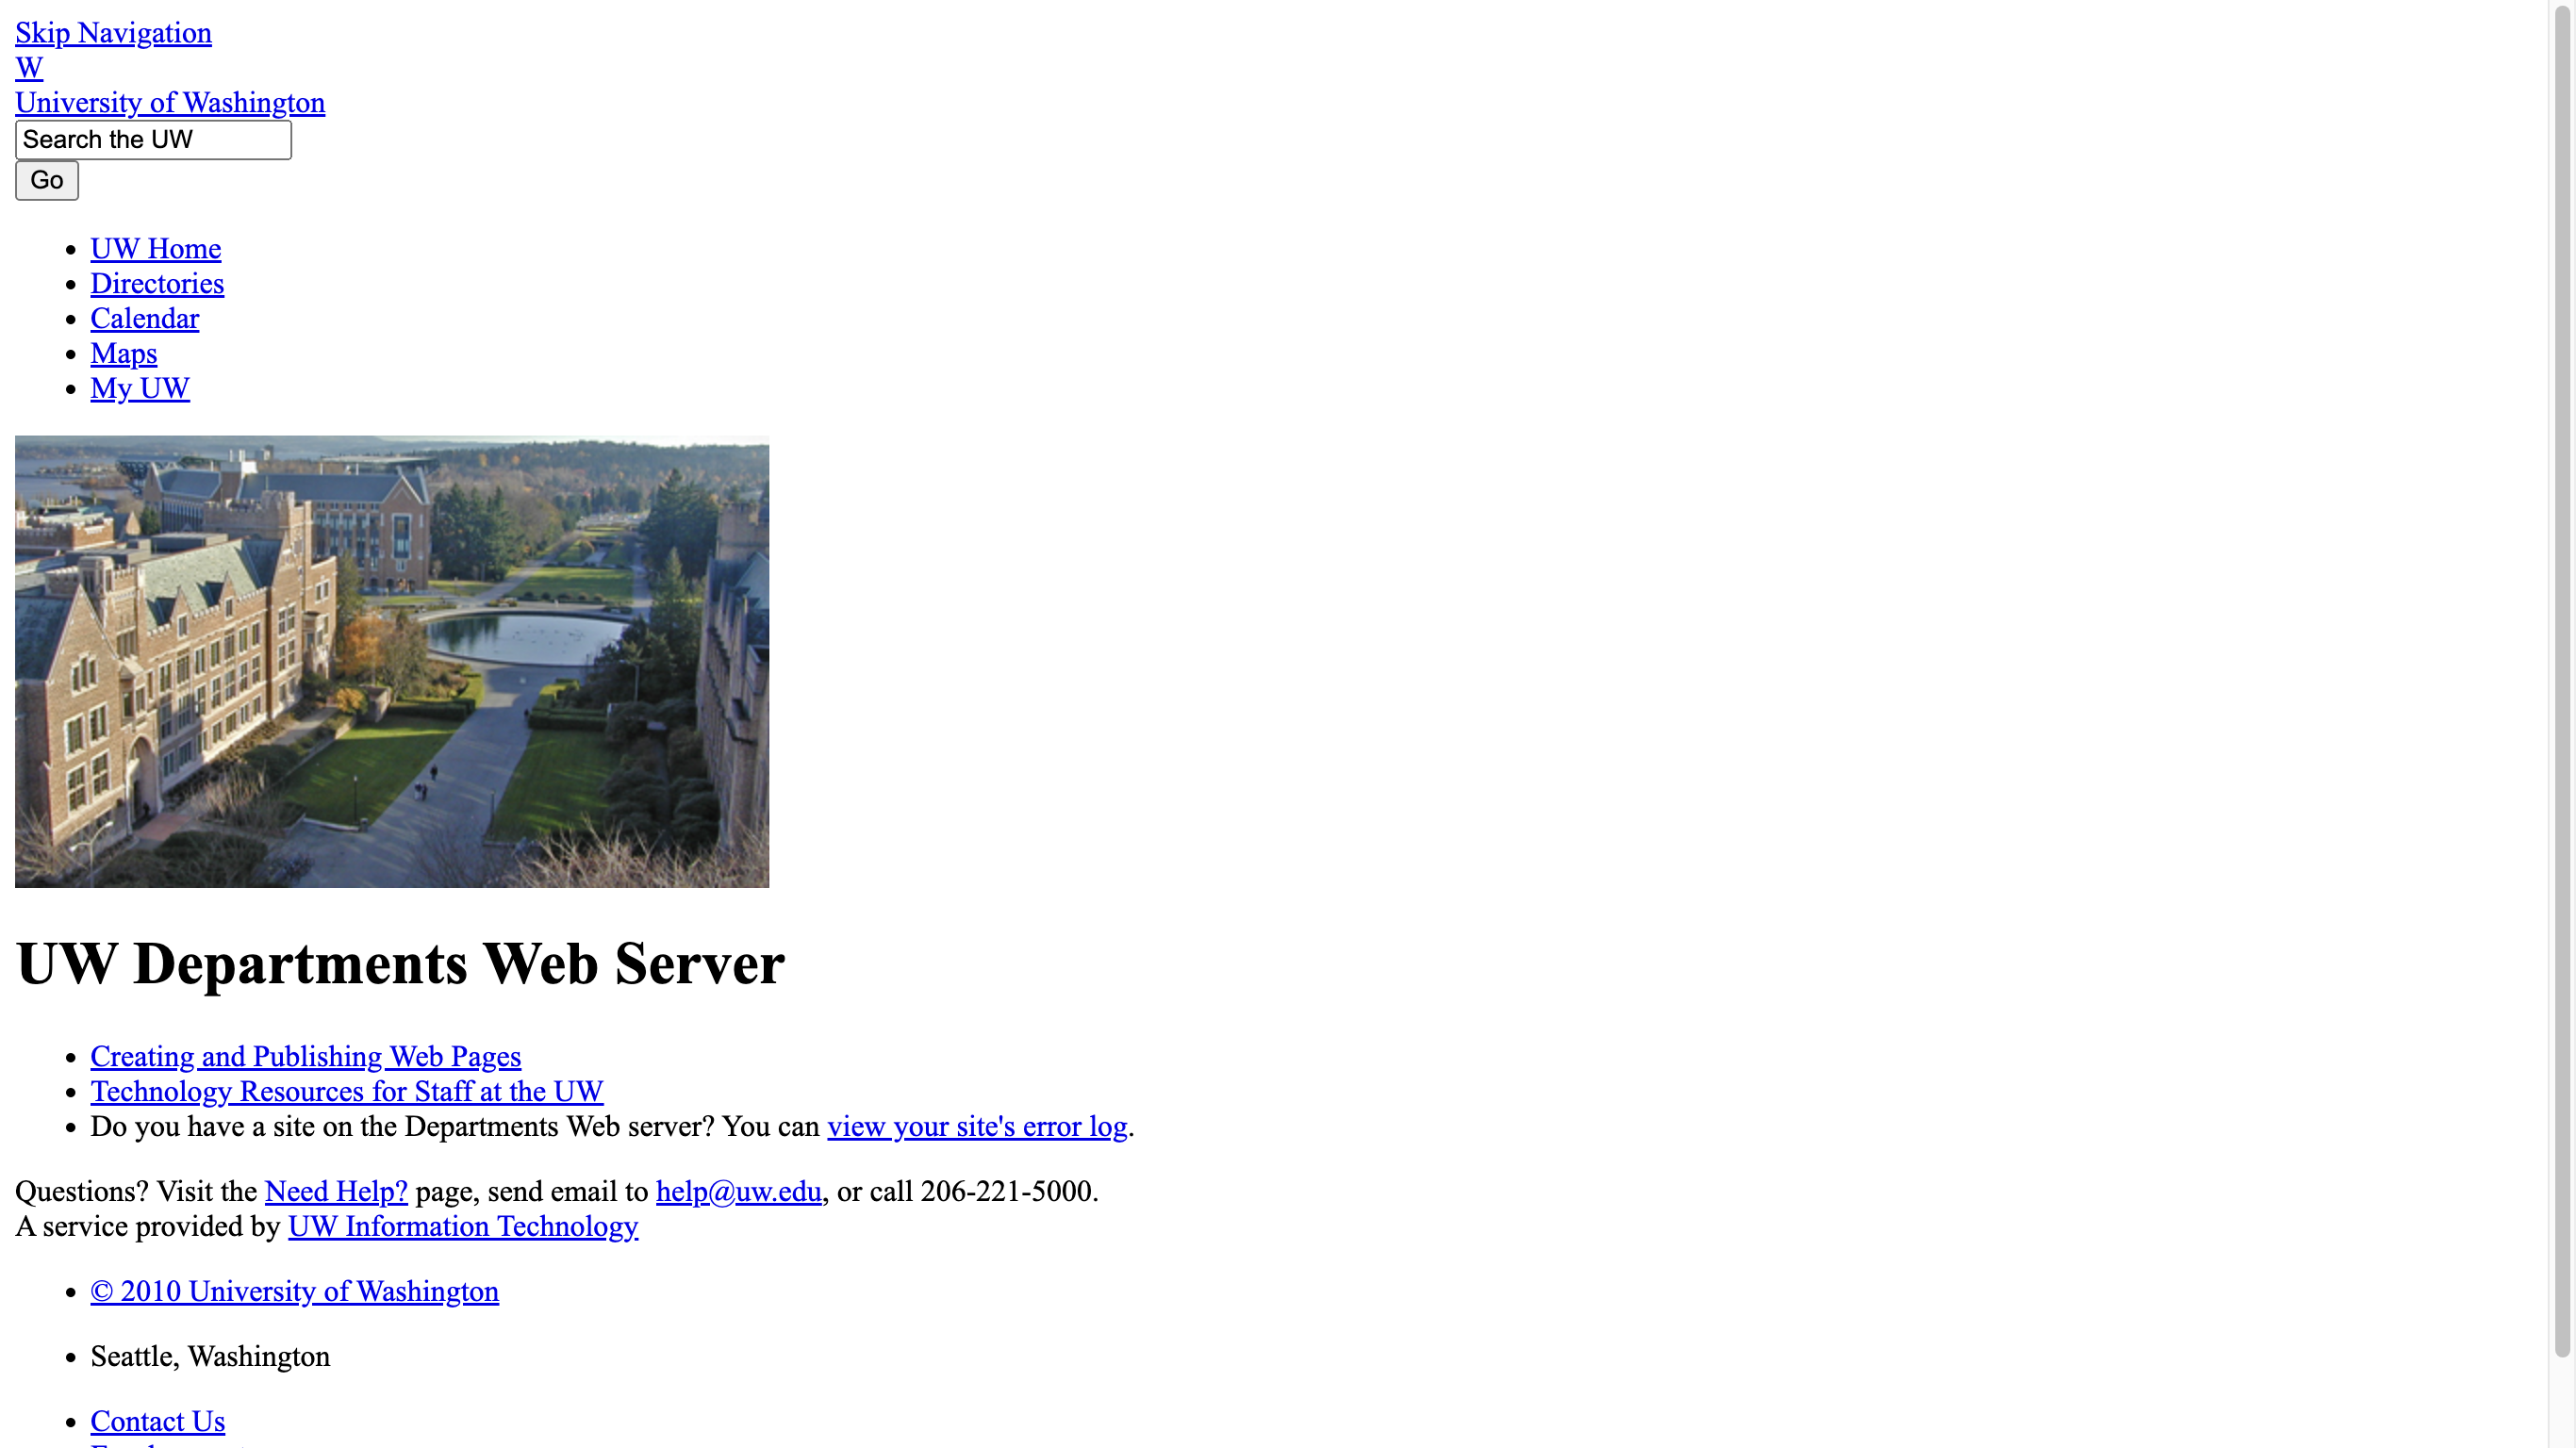 Skip Navigation
W
University of Washington
Search the UW
Go
UW Home
Directories
Calendar
Maps
My UW
UW Departments Web Server
Creating and Publishing Web Pages
Technology Resources for Staff at the UW
Do you have a site on the Departments Web server? You can view your site's error log.
Questions? Visit the Need Help? page, send email to help@uw.edu, or call 206-221-5000.
A service provided by UW Information Technology
© 2010 University of Washington
Seattle, Washington
Contact Us